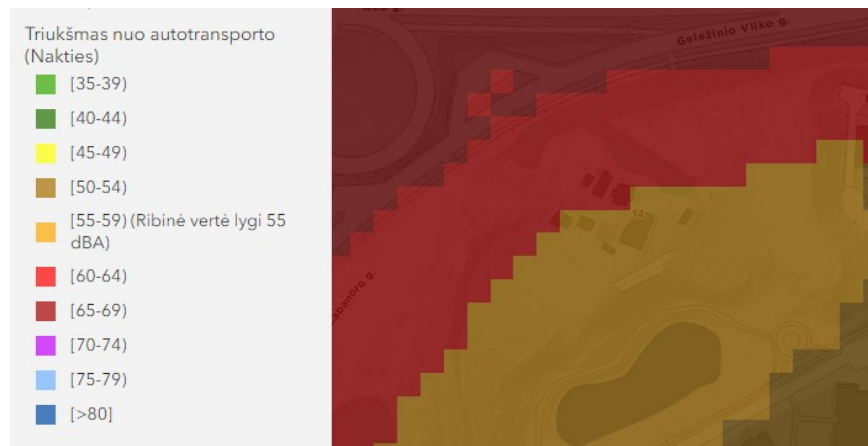 Triukšmas nuo autotransporto
(Nakties)
[35-39)
[40-44)
[45-49)
[50-54)
[55-59) (Ribinė vertė lygi 55
dBA)
[60-64)
[65-69)
[70-74)
[75-79)
[>80]
Geležinio Vilko g.
14